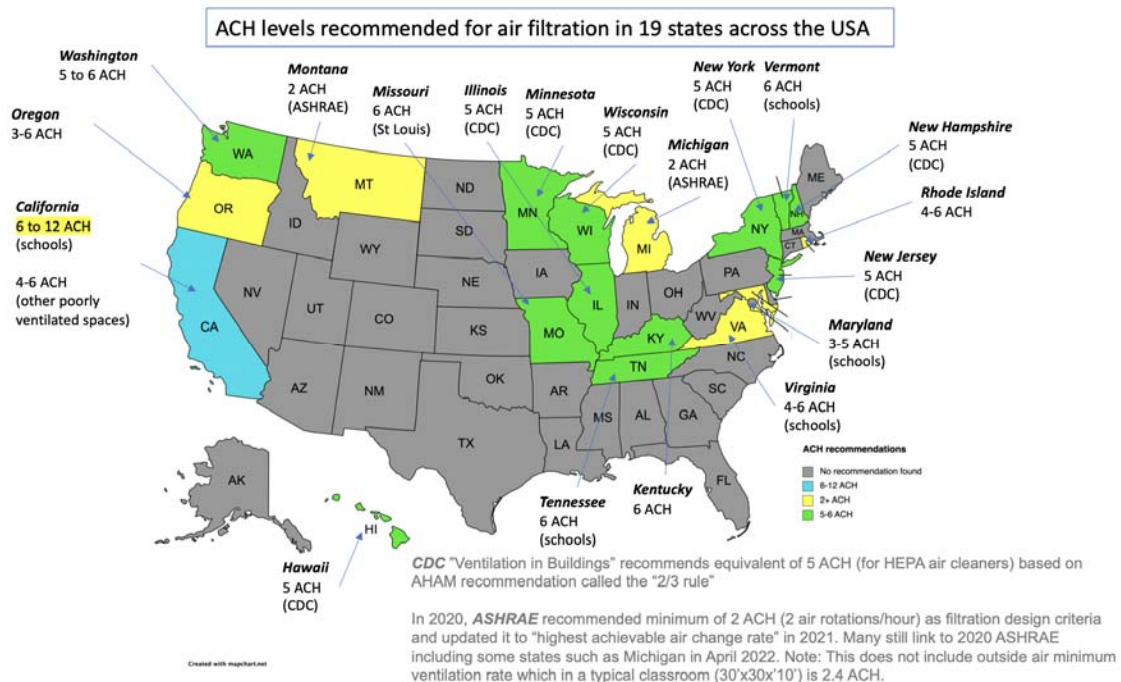 ACH levels recommended for air filtration in 19 states across the USA
Washington
5 to 6 ACH
Oregon
3-6 ACH
California
6 to 12 ACH
(schools)
4-6 ACH
(other poorly
ventilated spaces)
Montana
2 ACH
(ASHRAE)
Missouri
6 ACH
(St Louis)
Illinois
5 ACH
(CDC)
Minnesota
5 ACH
(CDC)
Wisconsin
5 ACH
(CDC)
Michigan
2 ACH
(ASHRAE)
New York
5 ACH
(CDC)
Vermont
6 ACH
(schools)
New Hampshire
5 ACH
(CDC)
Rhode Island
4-6 ACH
New Jersey
5 ACH
(CDC)
Maryland
3-5 ACH
(schools)
Virginia
4-6 ACH
(schools)
Kentucky
6 ACH
Tennessee
6 ACH
(schools)
Hawaii
5 ACH
(CDC)
WA
OR
CA
ID
NV
MT
WY
UT
AZ
CO
NM
ND
SD
NE
KS
OK
TX
MN
IA
MO
AR
LA
WI
IL
MI
IN
OH
KY
TN
MS
AL
GA
FL
SC
NC
VA
WV
PA
NY
ME
NH
MA
CT
AK
HI
ACH recommendations
No recommendation found
6-12 ACH
2+ ACH
5-6 ACH
CDC "Ventilation in Buildings" recommends equivalent of 5 ACH (for HEPA air cleaners) based on
AHAM recommendation called the “2/3 rule”
In 2020, ASHRAE recommended minimum of 2 ACH (2 air rotations/hour) as filtration design criteria
and updated it to “highest achievable air change rate” in 2021. Many still link to 2020 ASHRAE
including some states such as Michigan in April 2022. Note: This does not include outside air minimum
ventilation rate which in a typical classroom (30'x30x'10') is 2.4 ACH.
Created with mapchart.net